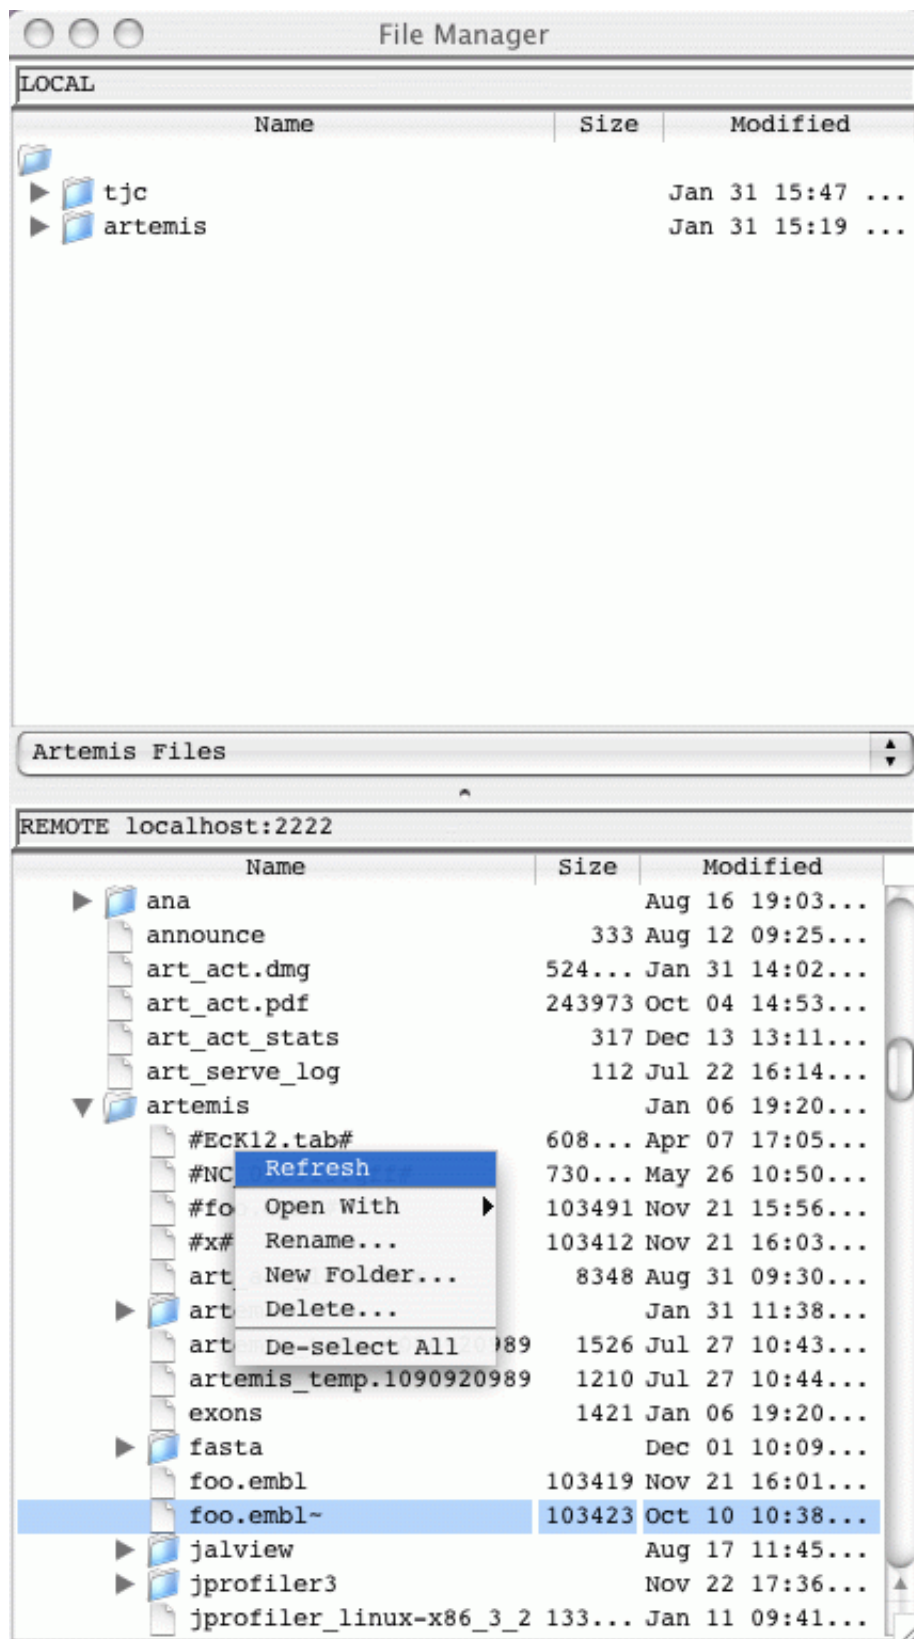 File Manager
LOCAL
Name Size Modified
tjc Jan 31 15:47 ...
artemis Jan 31 15:19 ...
Artemis Files
REMOTE localhost:2222
Name Size Modified
ana Aug 16 19:03...
announce 333 Aug 12 09:25...
art_act.dmg 524... Jan 31 14:02...
art_act.pdf 243973 Oct 04 14:53...
art_act_stats 317 Dec 13 13:11...
art_serve_log 112 Jul 22 16:14...
artemis Jan 06 19:20...
#EcK12.tab# 608... Apr 07 17:05...
#NC 730... May 26 10:50...
Refresh
#fo 103491 Nov 21 15:56...
Open With
#x# 103412 Nov 21 16:03...
Rename...
art_ 8348 Aug 31 09:30...
New Folder...
art Jan 31 11:38...
Delete...
art 989 1526 Jul 27 10:43...
De-select All
artemis_temp.1090920989 1210 Jul 27 10:44...
exons 1421 Jan 06 19:20...
fasta Dec 01 10:09...
foo.embl 103419 Nov 21 16:01...
foo.embl~ 103423 Oct 10 10:38...
jalview Aug 17 11:45...
jprofiler3 Nov 22 17:36...
jprofiler_linux-x86_3_2 133... Jan 11 09:41...